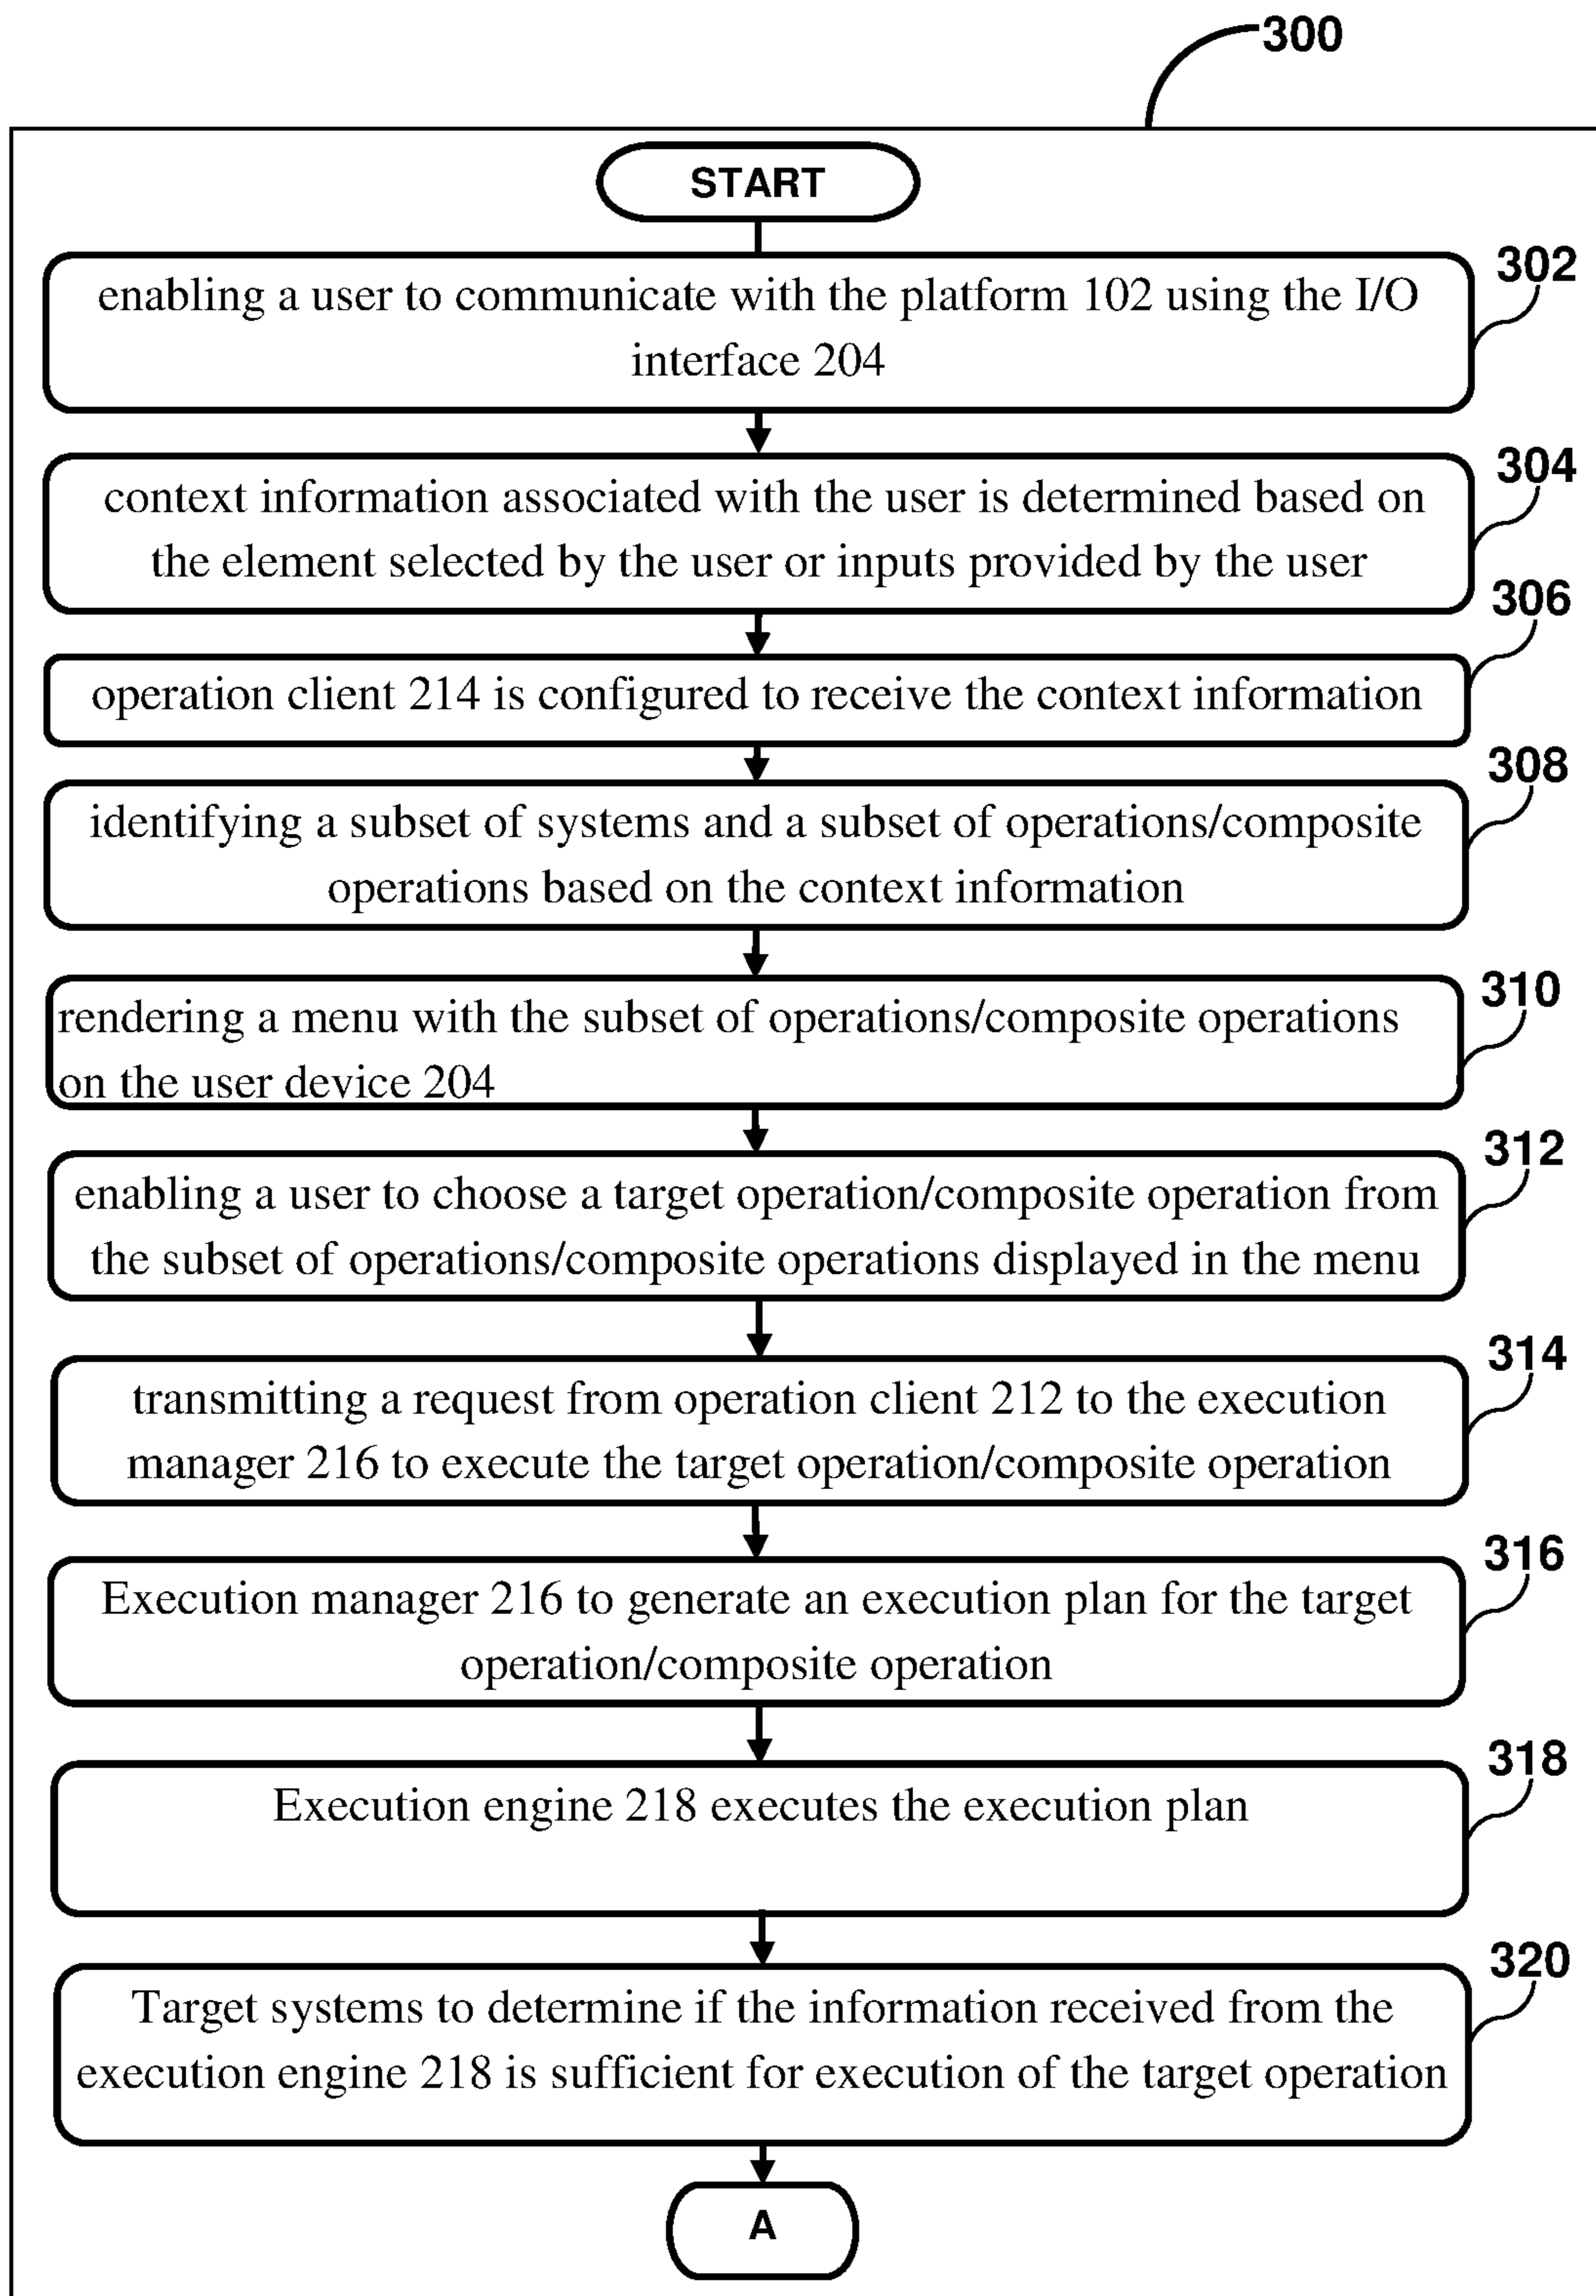 300
START
302
enabling a user to communicate with the platform 102 using the I/O
interface 204
304
context information associated with the user is determined based on
the element selected by the user or inputs provided by the user
306
operation client 214 is configured to receive the context information
308
identifying a subset of systems and a subset of operations/composite
operations based on the context information
310
rendering a menu with the subset of operations/composite operations
on the user device 204
312
enabling a user to choose a target operation/composite operation from
the subset of operations/composite operations displayed in the menu
314
transmitting a request from operation client 212 to the execution
manager 216 to execute the target operation/composite operation
316
Execution manager 216 to generate an execution plan for the target
operation/composite operation
318
Execution engine 218 executes the execution plan
320
Target systems to determine if the information received from the
execution engine 218 is sufficient for execution of the target operation
A